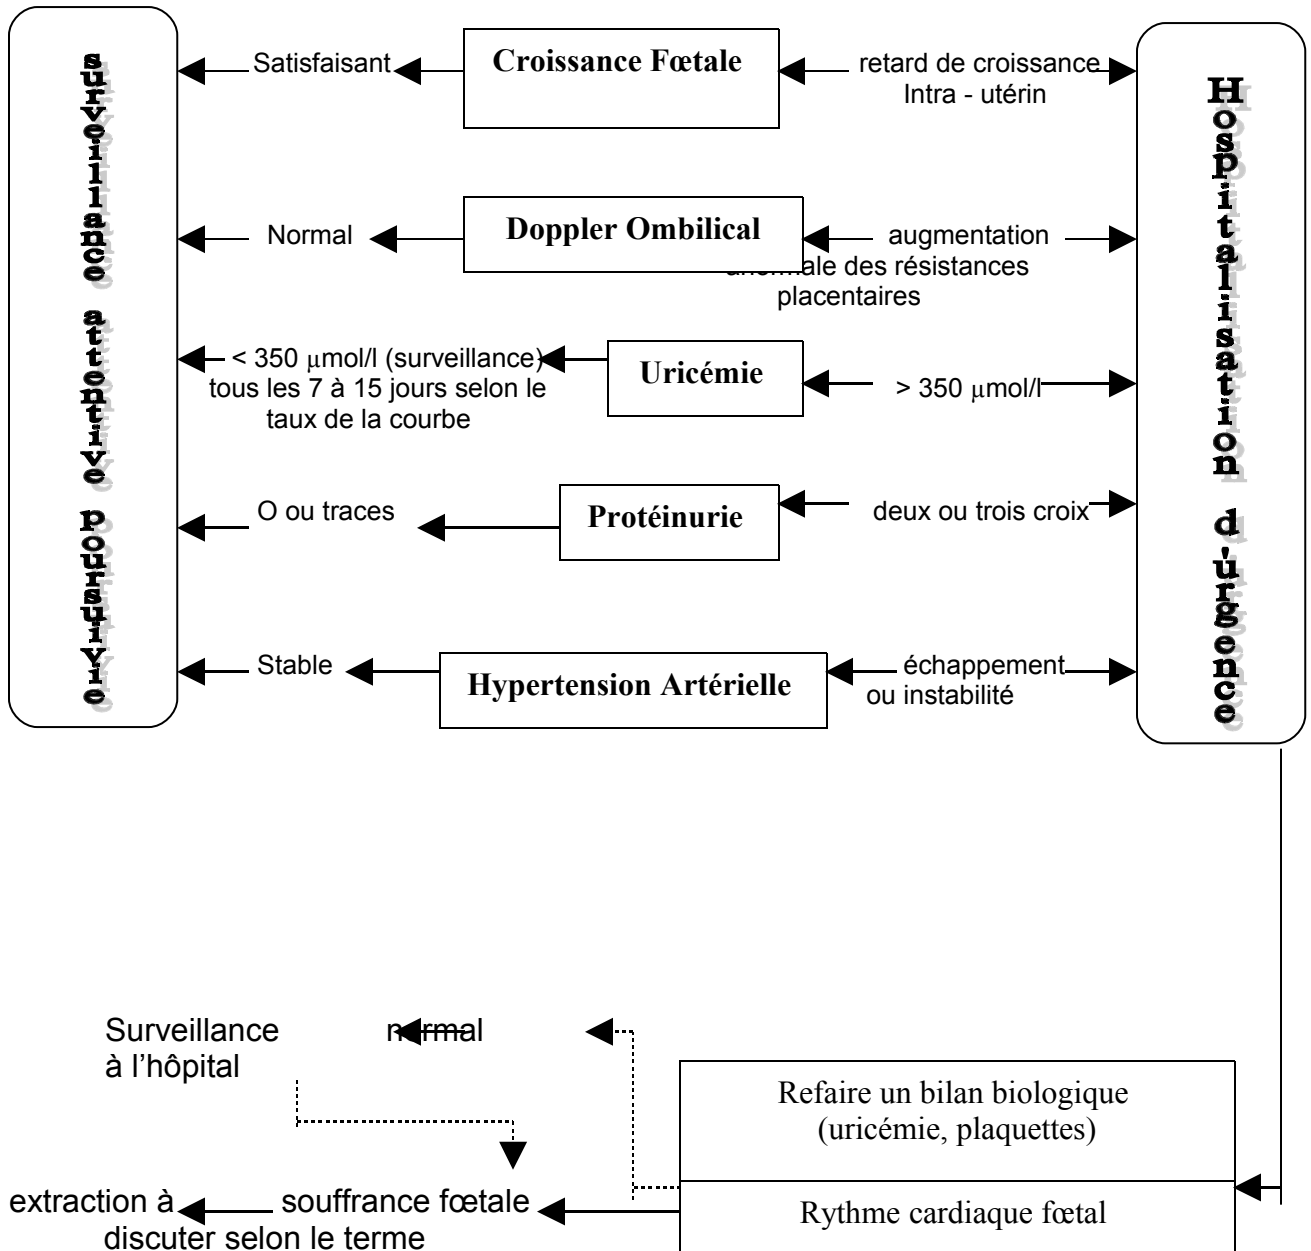 surveillance attentive poursuivie
Satisfaisant
Croissance Fœtale
retard de croissance
Intra - utérin
Normal
Doppler Ombilical
augmentation
anormale des résistances
placentaires
< 350 µmol/l (surveillance)
tous les 7 à 15 jours selon le
taux de la courbe
Uricémie
> 350 µmol/l
O ou traces
Protéinurie
deux ou trois croix
Stable
Hypertension Artérielle
échappement
ou instabilité
Hospitalisation d'urgence
Surveillance
à l'hôpital
normal
Refaire un bilan biologique
(uricémie, plaquettes)
extraction à
discuter selon le terme
souffrance fœtale
Rythme cardiaque fœtal